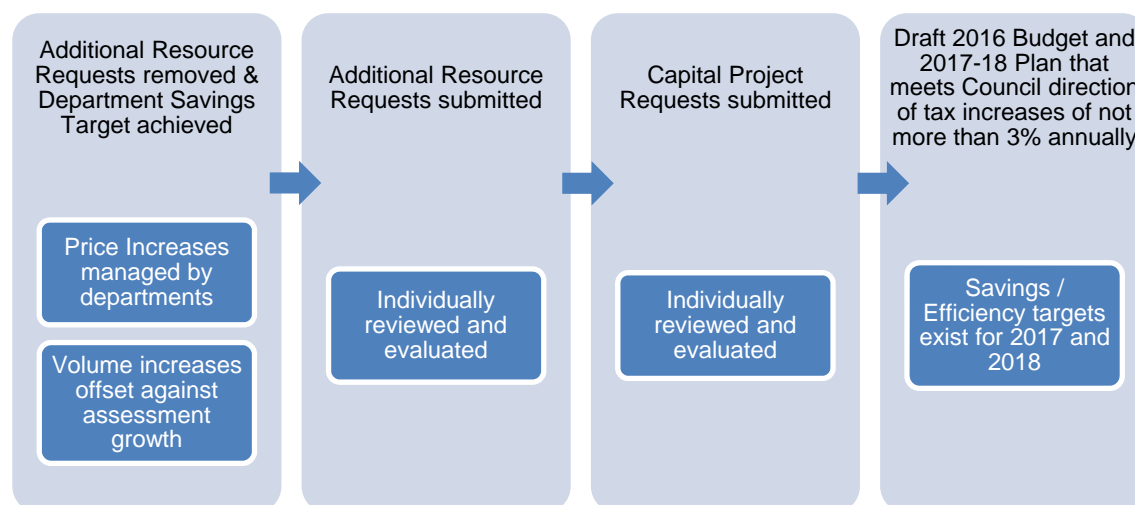 Additional Resource
Requests removed &
Department Savings
Target achieved
Price Increases
managed by
departments
Volume increases
offset against
assessment
growth
Additional Resource
Requests submitted
Individually
reviewed and
evaluated
Capital Project
Requests submitted
Individually
reviewed and
evaluated
Draft 2016 Budget and
2017-18 Plan that
meets Council direction
of tax increases of not
more than 3% annually
Savings /
Efficiency targets
exist for 2017 and
2018